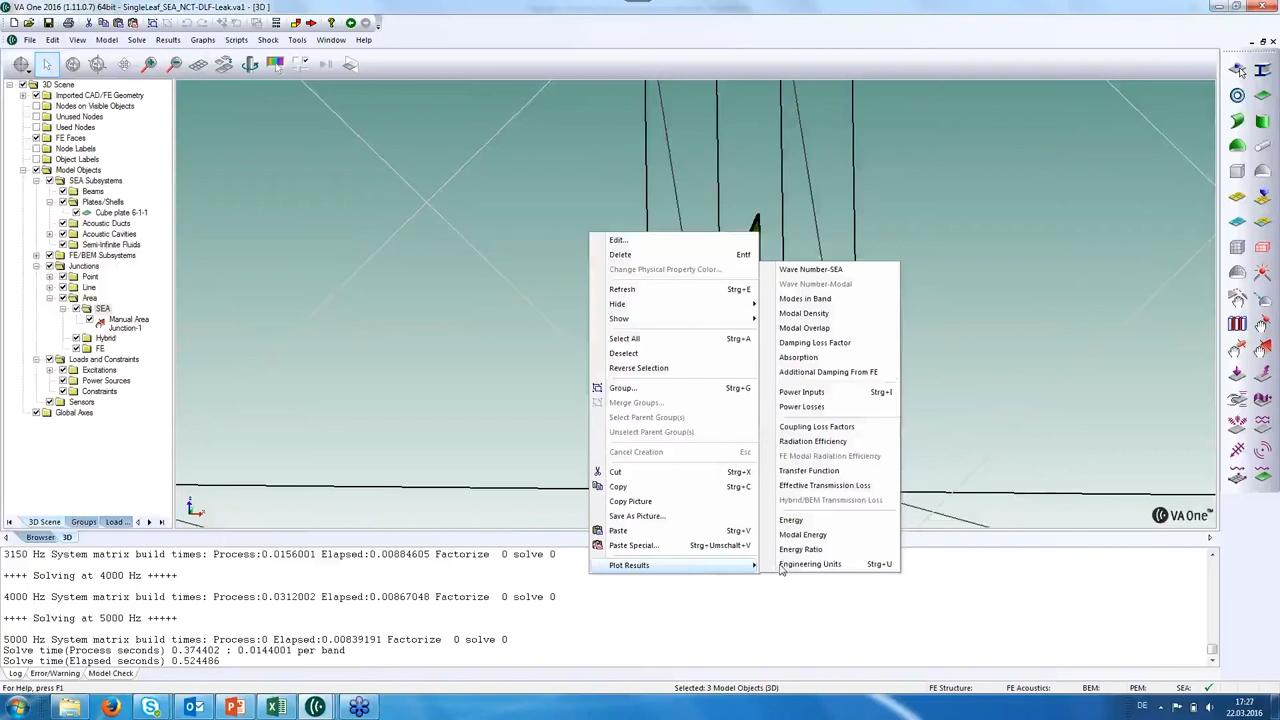 VA One 2016 (11.11.0.7) 64bit - [SingleLeaf_SEA_NCT-DLF-Leak.va1] - [3D ]
File Edit View Model Solve Results Graphs Scripts Shock Tools Window Help
3D Scene
Imported CAD/FE Geometry
Nodes on Visible Objects
Unused Nodes
Used Nodes
FE Faces
Node Labels
Object Labels
Model Objects
SEA Subsystems
Beams
Plates/Shells
Cube plate 6-1-1
Acoustic Ducts
Acoustic Cavities
Semi-Infinite Fluids
FE/BEM Subsystems
Junctions
Point
Line
Area
SEA
Manual Area
Junction-1
Hybrid
FE
Loads and Constraints
Excitations
Power Sources
Constraints
Sensors
Global Axes
3D Scene Groups Load ...
Browser 3D
Edit...
Delete Entf
Change Physical Property Color...
Refresh Strg+E
Hide
Show
Select All Strg+A
Deselect
Reverse Selection
Group... Strg+G
Merge Groups...
Select Parent Group(s)
Unselect Parent Group(s)
Cancel Creation Esc
Cut Strg+X
Copy Strg+C
Copy Picture
Save As Picture...
Paste Strg+V
Paste Special... Strg+Umschalt+V
Plot Results
Wave Number-SEA
Wave Number-Modal
Modes in Band
Modal Density
Modal Overlap
Damping Loss Factor
Absorption
Additional Damping From FE
Power Inputs Strg+I
Power Losses
Coupling Loss Factors
Radiation Efficiency
FE Modal Radiation Efficiency
Transfer Function
Effective Transmission Loss
Hybrid/BEM Transmission Loss
Energy
Modal Energy
Energy Ratio
Engineering Units Strg+U
VA One™
3150 Hz System matrix build times: Process:0.0156001 Elapsed:0.00884605 Factorize 0 solve 0
++++ Solving at 4000 Hz +++++
4000 Hz System matrix build times: Process:0.0312002 Elapsed:0.00867048 Factorize 0 solve 0
++++ Solving at 5000 Hz +++++
5000 Hz System matrix build times: Process:0 Elapsed:0.00839191 Factorize 0 solve 0
Solve time(Process seconds) 0.374402 : 0.0144001 per band
Solve time(Elapsed seconds) 0.524486
Log Error/Warning Model Check
For Help, press F1 Selected: 3 Model Objects (3D) FE Structure: FE Acoustics: BEM: PEM: SEA:
DE 17:27
22.03.2016